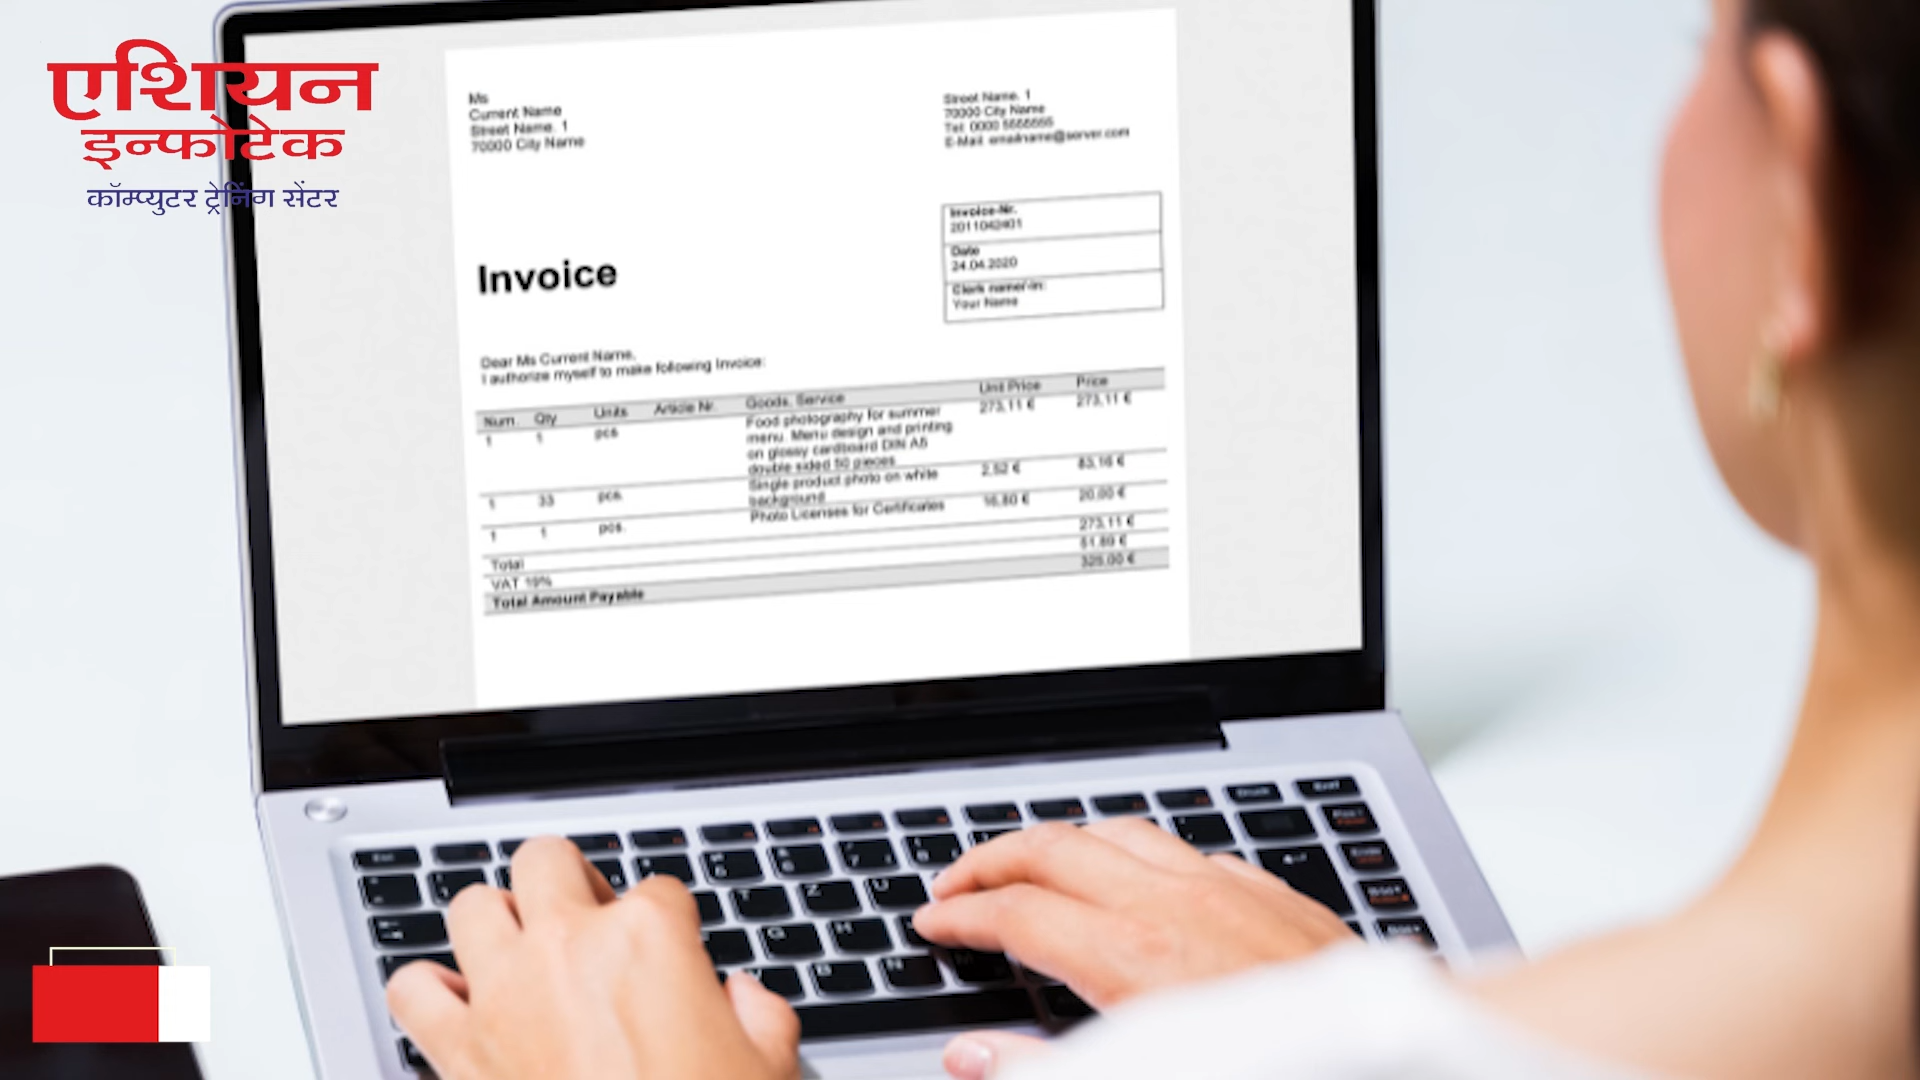 एशियन
इन्फोटेक
कॉम्प्युटर ट्रेनिंग सेंटर
Ms
Current Name
Street Name. 1
70000 City Name
Street Name. 1
70000 City Name
Tel: 0000 5555555
E-Mail: emailname@server.com
Invoice-Nr.
2011042401
Date
24.04.2020
Your Name
Invoice
Dear Ms Current Name,
I authorize myself to make following Invoice:
Num. Qty Units Article Nr. Goods, Service Unit Price Price
1 1 pcs Food photography for summer 273,11 € 273,11 €
menu. Menu design and printing
on glossy cardboard DIN A5
double sided 50 pieces
1 33 pcs. Single product photo on white 2,52 € 83,16 €
background
1 1 pcs. Photo Licenses for Certificates 16,80 € 20,00 €
Total 273,11 €
VAT 19% 51.89 €
Total Amount Payable 325,00 €